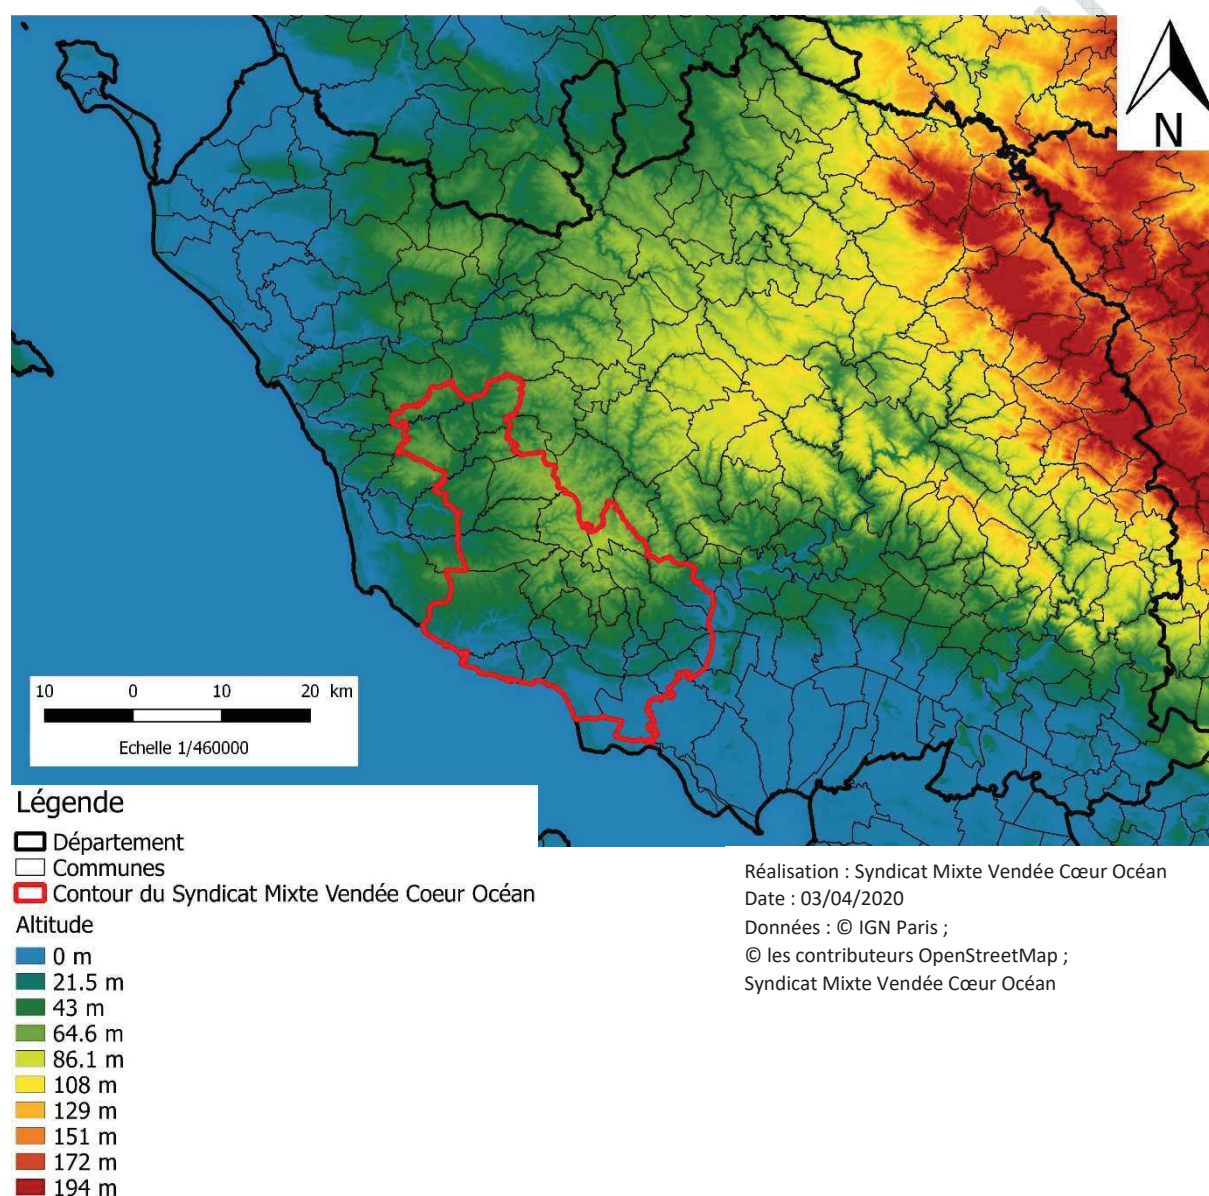 N
10 0 10 20 km
Echelle 1/460000
Légende
Département
Communes
Contour du Syndicat Mixte Vendée Coeur Océan
Altitude
0 m
21.5 m
43 m
64.6 m
86.1 m
108 m
129 m
151 m
172 m
194 m
Réalisation : Syndicat Mixte Vendée Cœur Océan
Date : 03/04/2020
Données : © IGN Paris ;
© les contributeurs OpenStreetMap ;
Syndicat Mixte Vendée Cœur Océan